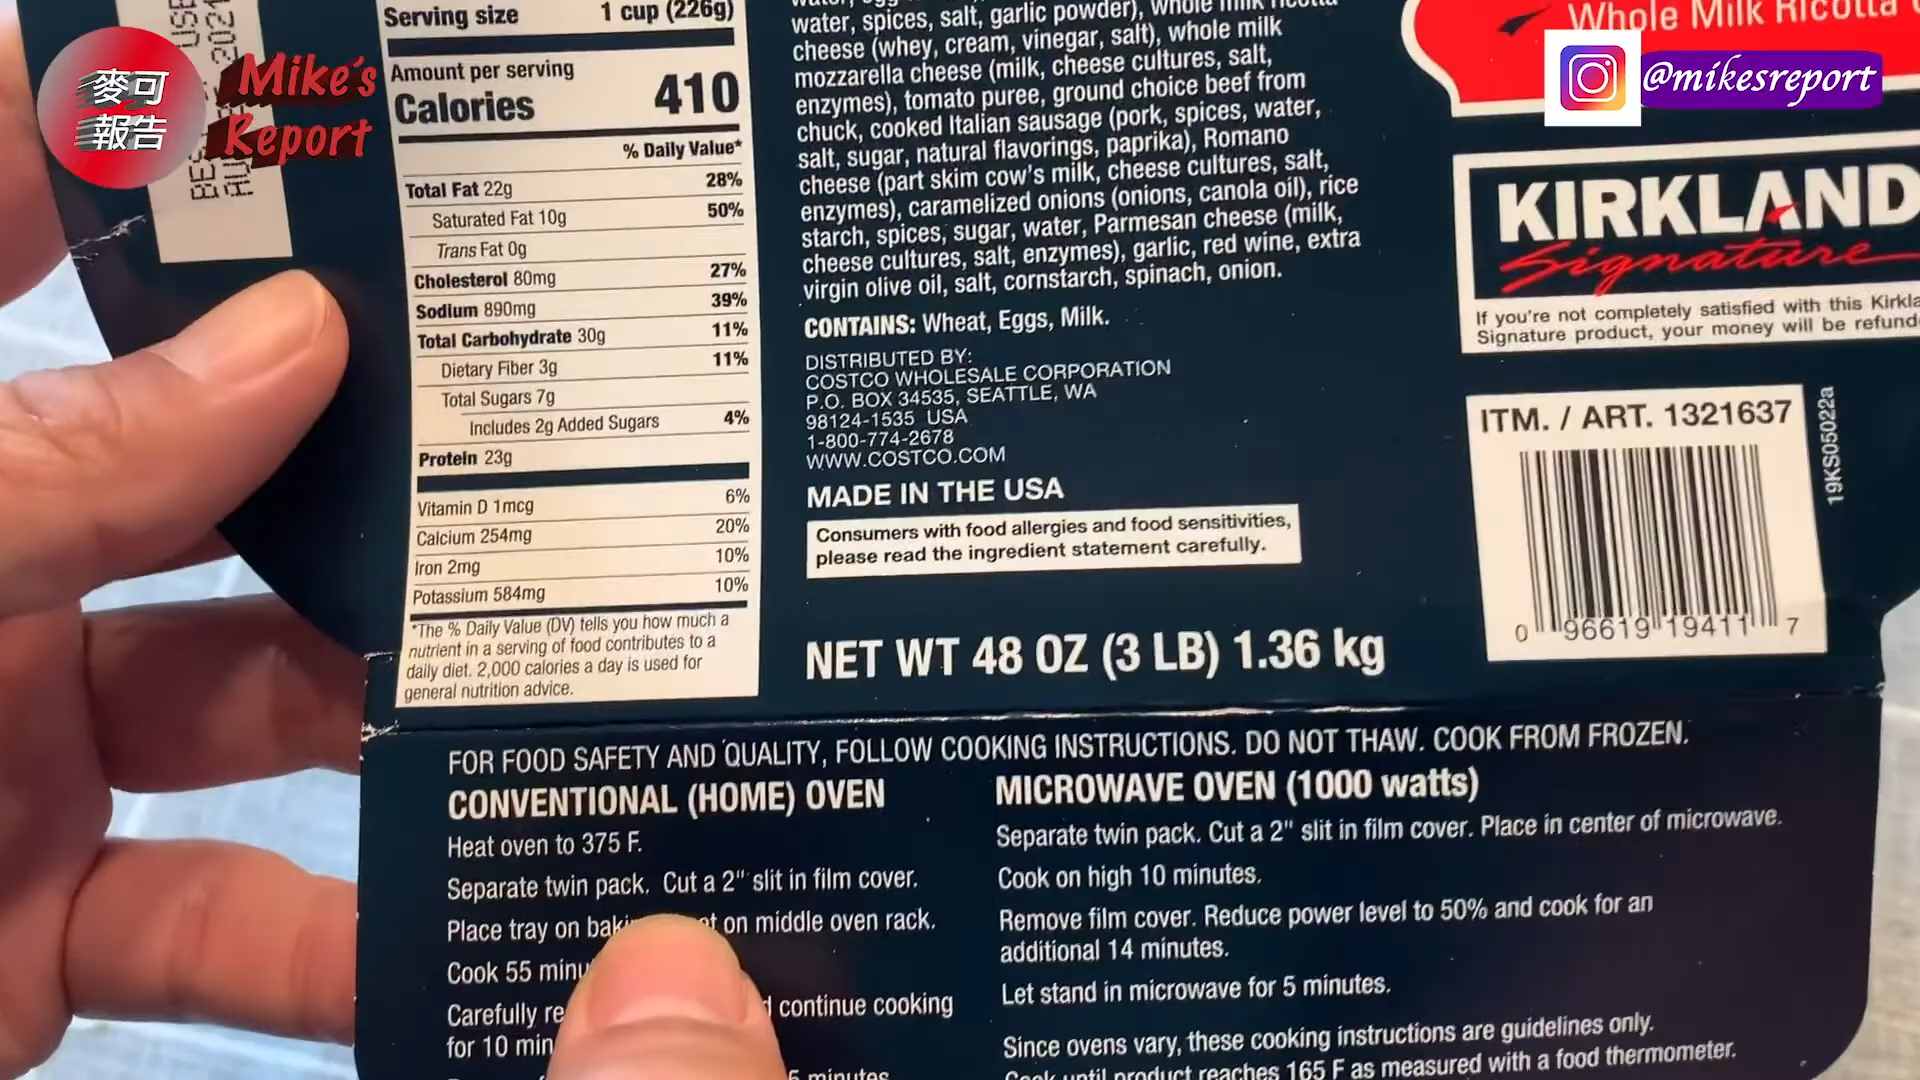 麥可
報告
Mike's
Report
@mikesreport
Whole Milk Ricotta
Serving size 1 cup (226g)
Amount per serving
Calories 410
% Daily Value*
Total Fat 22g 28%
Saturated Fat 10g 50%
Trans Fat 0g
Cholesterol 80mg 27%
Sodium 890mg 39%
Total Carbohydrate 30g 11%
Dietary Fiber 3g 11%
Total Sugars 7g
Includes 2g Added Sugars 4%
Protein 23g
Vitamin D 1mcg 6%
Calcium 254mg 20%
Iron 2mg 10%
Potassium 584mg 10%
*The % Daily Value (DV) tells you how much a
nutrient in a serving of food contributes to a
daily diet. 2,000 calories a day is used for
general nutrition advice.
water, spices, salt, garlic powder), whole milk ricotta
cheese (whey, cream, vinegar, salt), whole milk
mozzarella cheese (milk, cheese cultures, salt,
enzymes), tomato puree, ground choice beef from
chuck, cooked Italian sausage (pork, spices, water,
salt, sugar, natural flavorings, paprika), Romano
cheese (part skim cow's milk, cheese cultures, salt,
enzymes), caramelized onions (onions, canola oil), rice
starch, spices, sugar, water, Parmesan cheese (milk,
cheese cultures, salt, enzymes), garlic, red wine, extra
virgin olive oil, salt, cornstarch, spinach, onion.
CONTAINS: Wheat, Eggs, Milk.
DISTRIBUTED BY:
COSTCO WHOLESALE CORPORATION
P.O. BOX 34535, SEATTLE, WA
98124-1535 USA
1-800-774-2678
WWW.COSTCO.COM
MADE IN THE USA
Consumers with food allergies and food sensitivities,
please read the ingredient statement carefully.
NET WT 48 OZ (3 LB) 1.36 kg
KIRKLAND
Signature
If you're not completely satisfied with this Kirkla
Signature product, your money will be refund
ITM. / ART. 1321637
19KS05022a
0 96619 19411 7
FOR FOOD SAFETY AND QUALITY, FOLLOW COOKING INSTRUCTIONS. DO NOT THAW. COOK FROM FROZEN.
CONVENTIONAL (HOME) OVEN
Heat oven to 375 F.
Separate twin pack. Cut a 2" slit in film cover.
Place tray on on middle oven rack.
Cook 55 minu
Carefully re continue cooking
for 10 min
minutes
MICROWAVE OVEN (1000 watts)
Separate twin pack. Cut a 2" slit in film cover. Place in center of microwave.
Cook on high 10 minutes.
Remove film cover. Reduce power level to 50% and cook for an
additional 14 minutes.
Let stand in microwave for 5 minutes.
Since ovens vary, these cooking instructions are guidelines only.
Cook until product reaches 165 F as measured with a food thermometer.